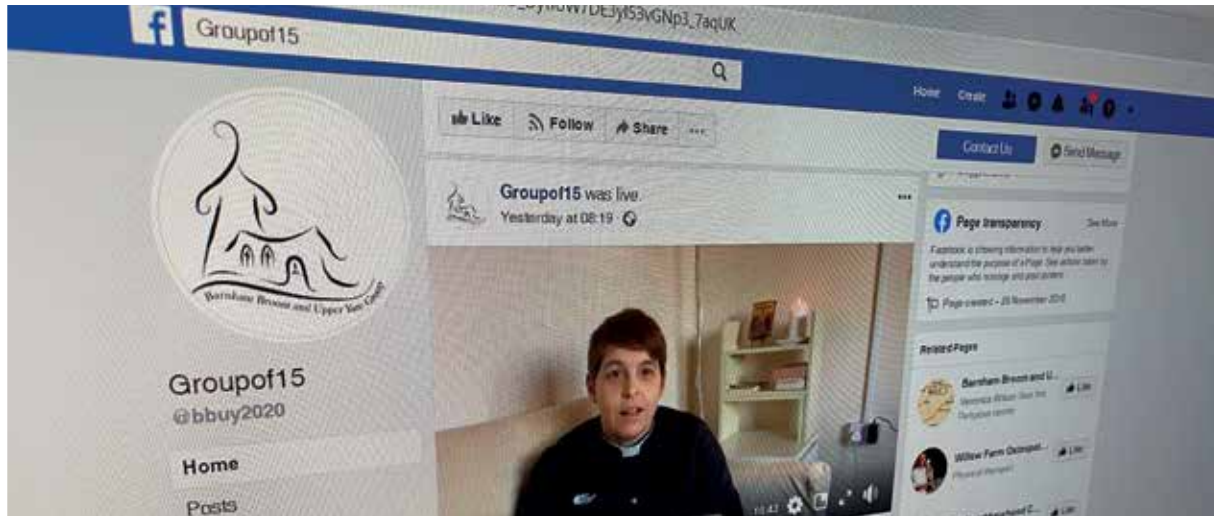 Groupof15
Home Create
Like Follow Share ...
Contact Us Send Message
Groupof15 was live.
Yesterday at 08:19
...
Page transparency See More
Facebook is showing information to help you better
understand the purpose of a Page. See actions taken by
the people who manage and post content.
Page created – 26 November
Related Pages
Barnham Broom and U...
Like
Willow Farm
Like
Physical therapist
Like
Barnham Broom and Upper Yare Group
Groupof15
@bbuy2020
Home
Posts
10:42